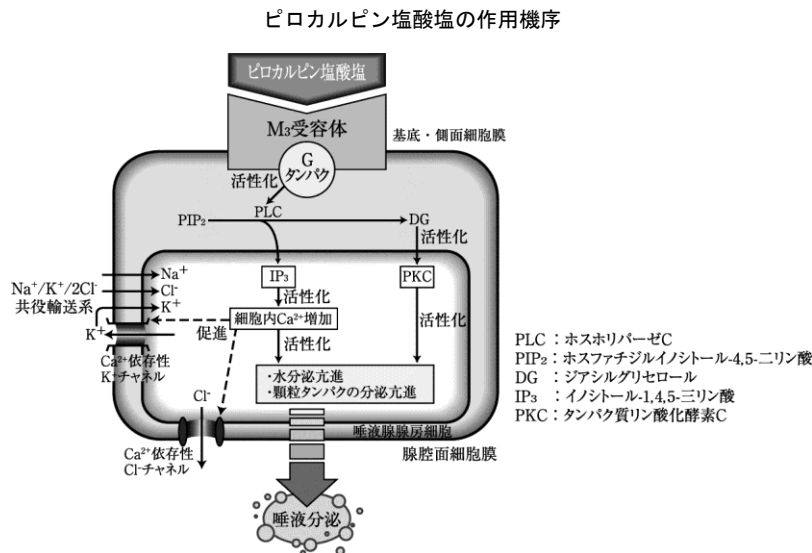 ピロカルピン塩酸塩の作用機序
ピロカルピン塩酸塩
M₃受容体
基底・側面細胞膜
G
タンパク
活性化
PIP₂
PLC
DG
活性化
IP₃
PKC
Na⁺
Cl⁻
K⁺
Na⁺/K⁺/2Cl⁻
共役輸送系
K⁺
活性化
細胞内Ca²⁺増加
促進
活性化
活性化
Ca²⁺依存性
K⁺チャネル
・水分泌亢進
・顆粒タンパクの分泌亢進
Cl⁻
唾液腺腺房細胞
腺腔面細胞膜
Ca²⁺依存性
Cl⁻チャネル
唾液分泌
PLC ：ホスホリパーゼC
PIP₂：ホスファチジルイノシトール-4,5-二リン酸
DG ：ジアシルグリセロール
IP₃ ：イノシトール-1,4,5-三リン酸
PKC：タンパク質リン酸化酵素C